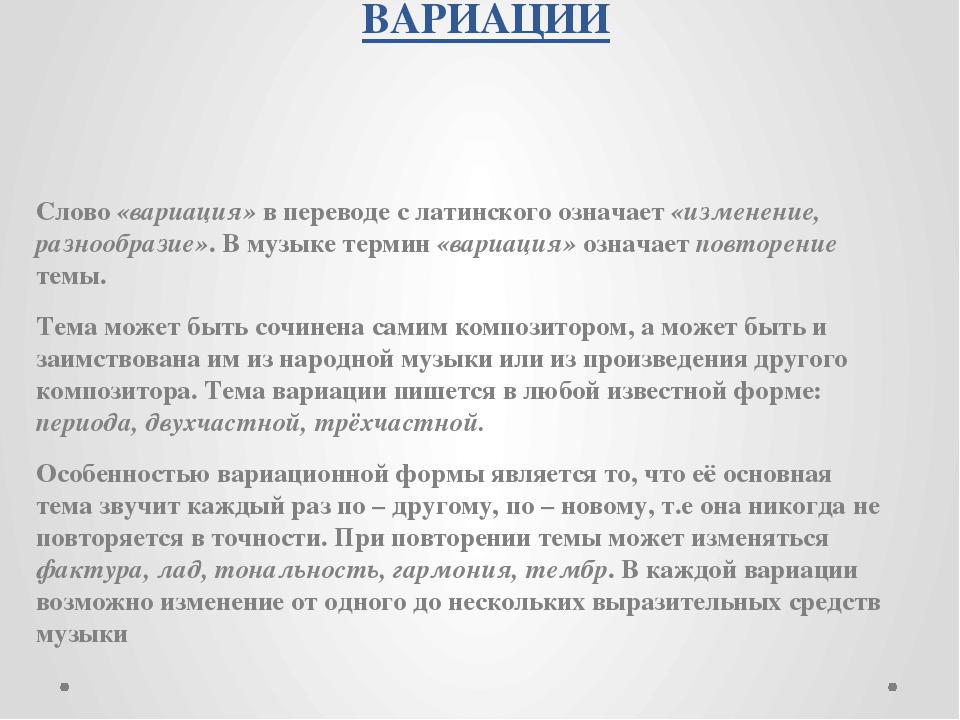 ВАРИАЦИИ
Слово «вариация» в переводе с латинского означает «изменение,
разнообразие». В музыке термин «вариация» означает повторение
темы.
Тема может быть сочинена самим композитором, а может быть и
заимствована им из народной музыки или из произведения другого
композитора. Тема вариации пишется в любой известной форме:
периода, двухчастной, трёхчастной.
Особенностью вариационной формы является то, что её основная
тема звучит каждый раз по – другому, по – новому, т.е она никогда не
повторяется в точности. При повторении темы может изменяться
фактура, лад, тональность, гармония, тембр. В каждой вариации
возможно изменение от одного до нескольких выразительных средств
музыки